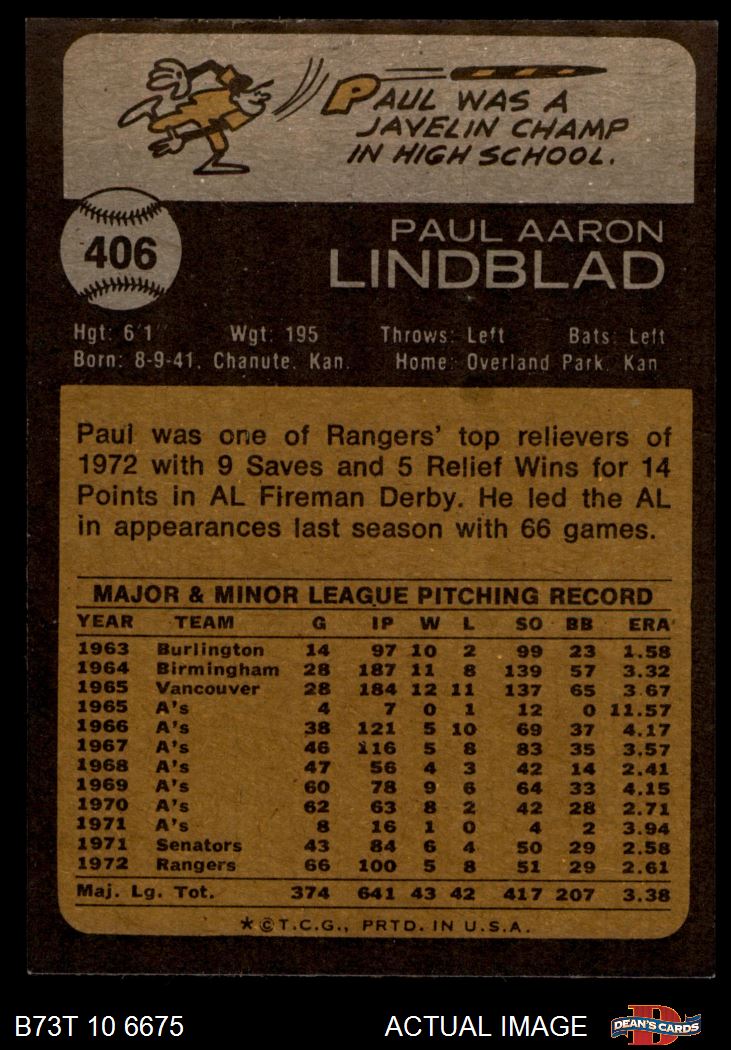 PAUL WAS A
JAVELIN CHAMP
IN HIGH SCHOOL.
406
PAUL AARON
LINDBLAD
Hgt: 6'1" Wgt: 195 Throws: Left Bats: Left
Born: 8-9-41, Chanute, Kan. Home: Overland Park, Kan
Paul was one of Rangers' top relievers of
1972 with 9 Saves and 5 Relief Wins for 14
Points in AL Fireman Derby. He led the AL
in appearances last season with 66 games.
MAJOR & MINOR LEAGUE PITCHING RECORD
YEAR TEAM G IP W L SO BB ERA
1963 Burlington 14 97 10 2 99 23 1.58
1964 Birmingham 28 187 11 8 139 57 3.32
1965 Vancouver 28 184 12 11 137 65 3.67
1965 A's 4 7 0 1 12 0 11.57
1966 A's 38 121 5 10 69 37 4.17
1967 A's 46 116 5 8 83 35 3.57
1968 A's 47 56 4 3 42 14 2.41
1969 A's 60 78 9 6 64 33 4.15
1970 A's 62 63 8 2 42 28 2.71
1971 A's 8 16 1 0 4 2 3.94
1971 Senators 43 84 6 4 50 29 2.58
1972 Rangers 66 100 5 8 51 29 2.61
Maj. Lg. Tot. 374 641 43 42 417 207 3.38
*©T.C.G., PRTD. IN U.S.A.
B73T 10 6675 ACTUAL IMAGE DEAN'S CARDS